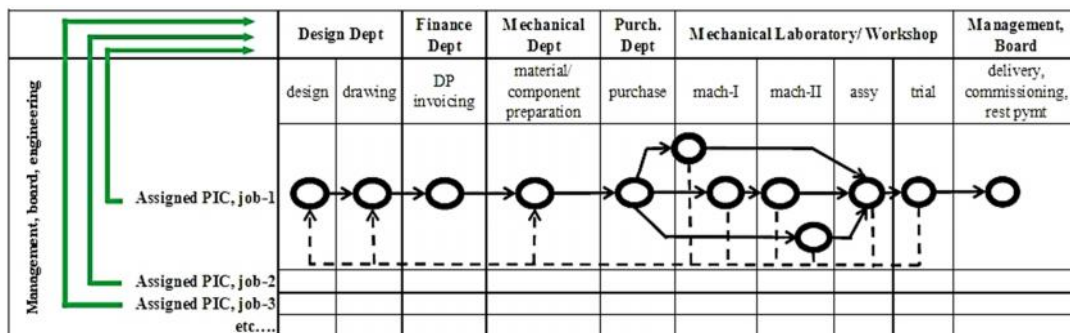 Design Dept
Finance
Dept
Mechanical
Dept
Purch.
Dept
Mechanical Laboratory/ Workshop
Management,
Board
Management, board, engineering
design
drawing
DP
invoicing
material/
component
preparation
purchase
mach-I
mach-II
assy
trial
delivery,
commissioning,
rest pymt
Assigned PIC, job-1
Assigned PIC, job-2
Assigned PIC, job-3
etc....